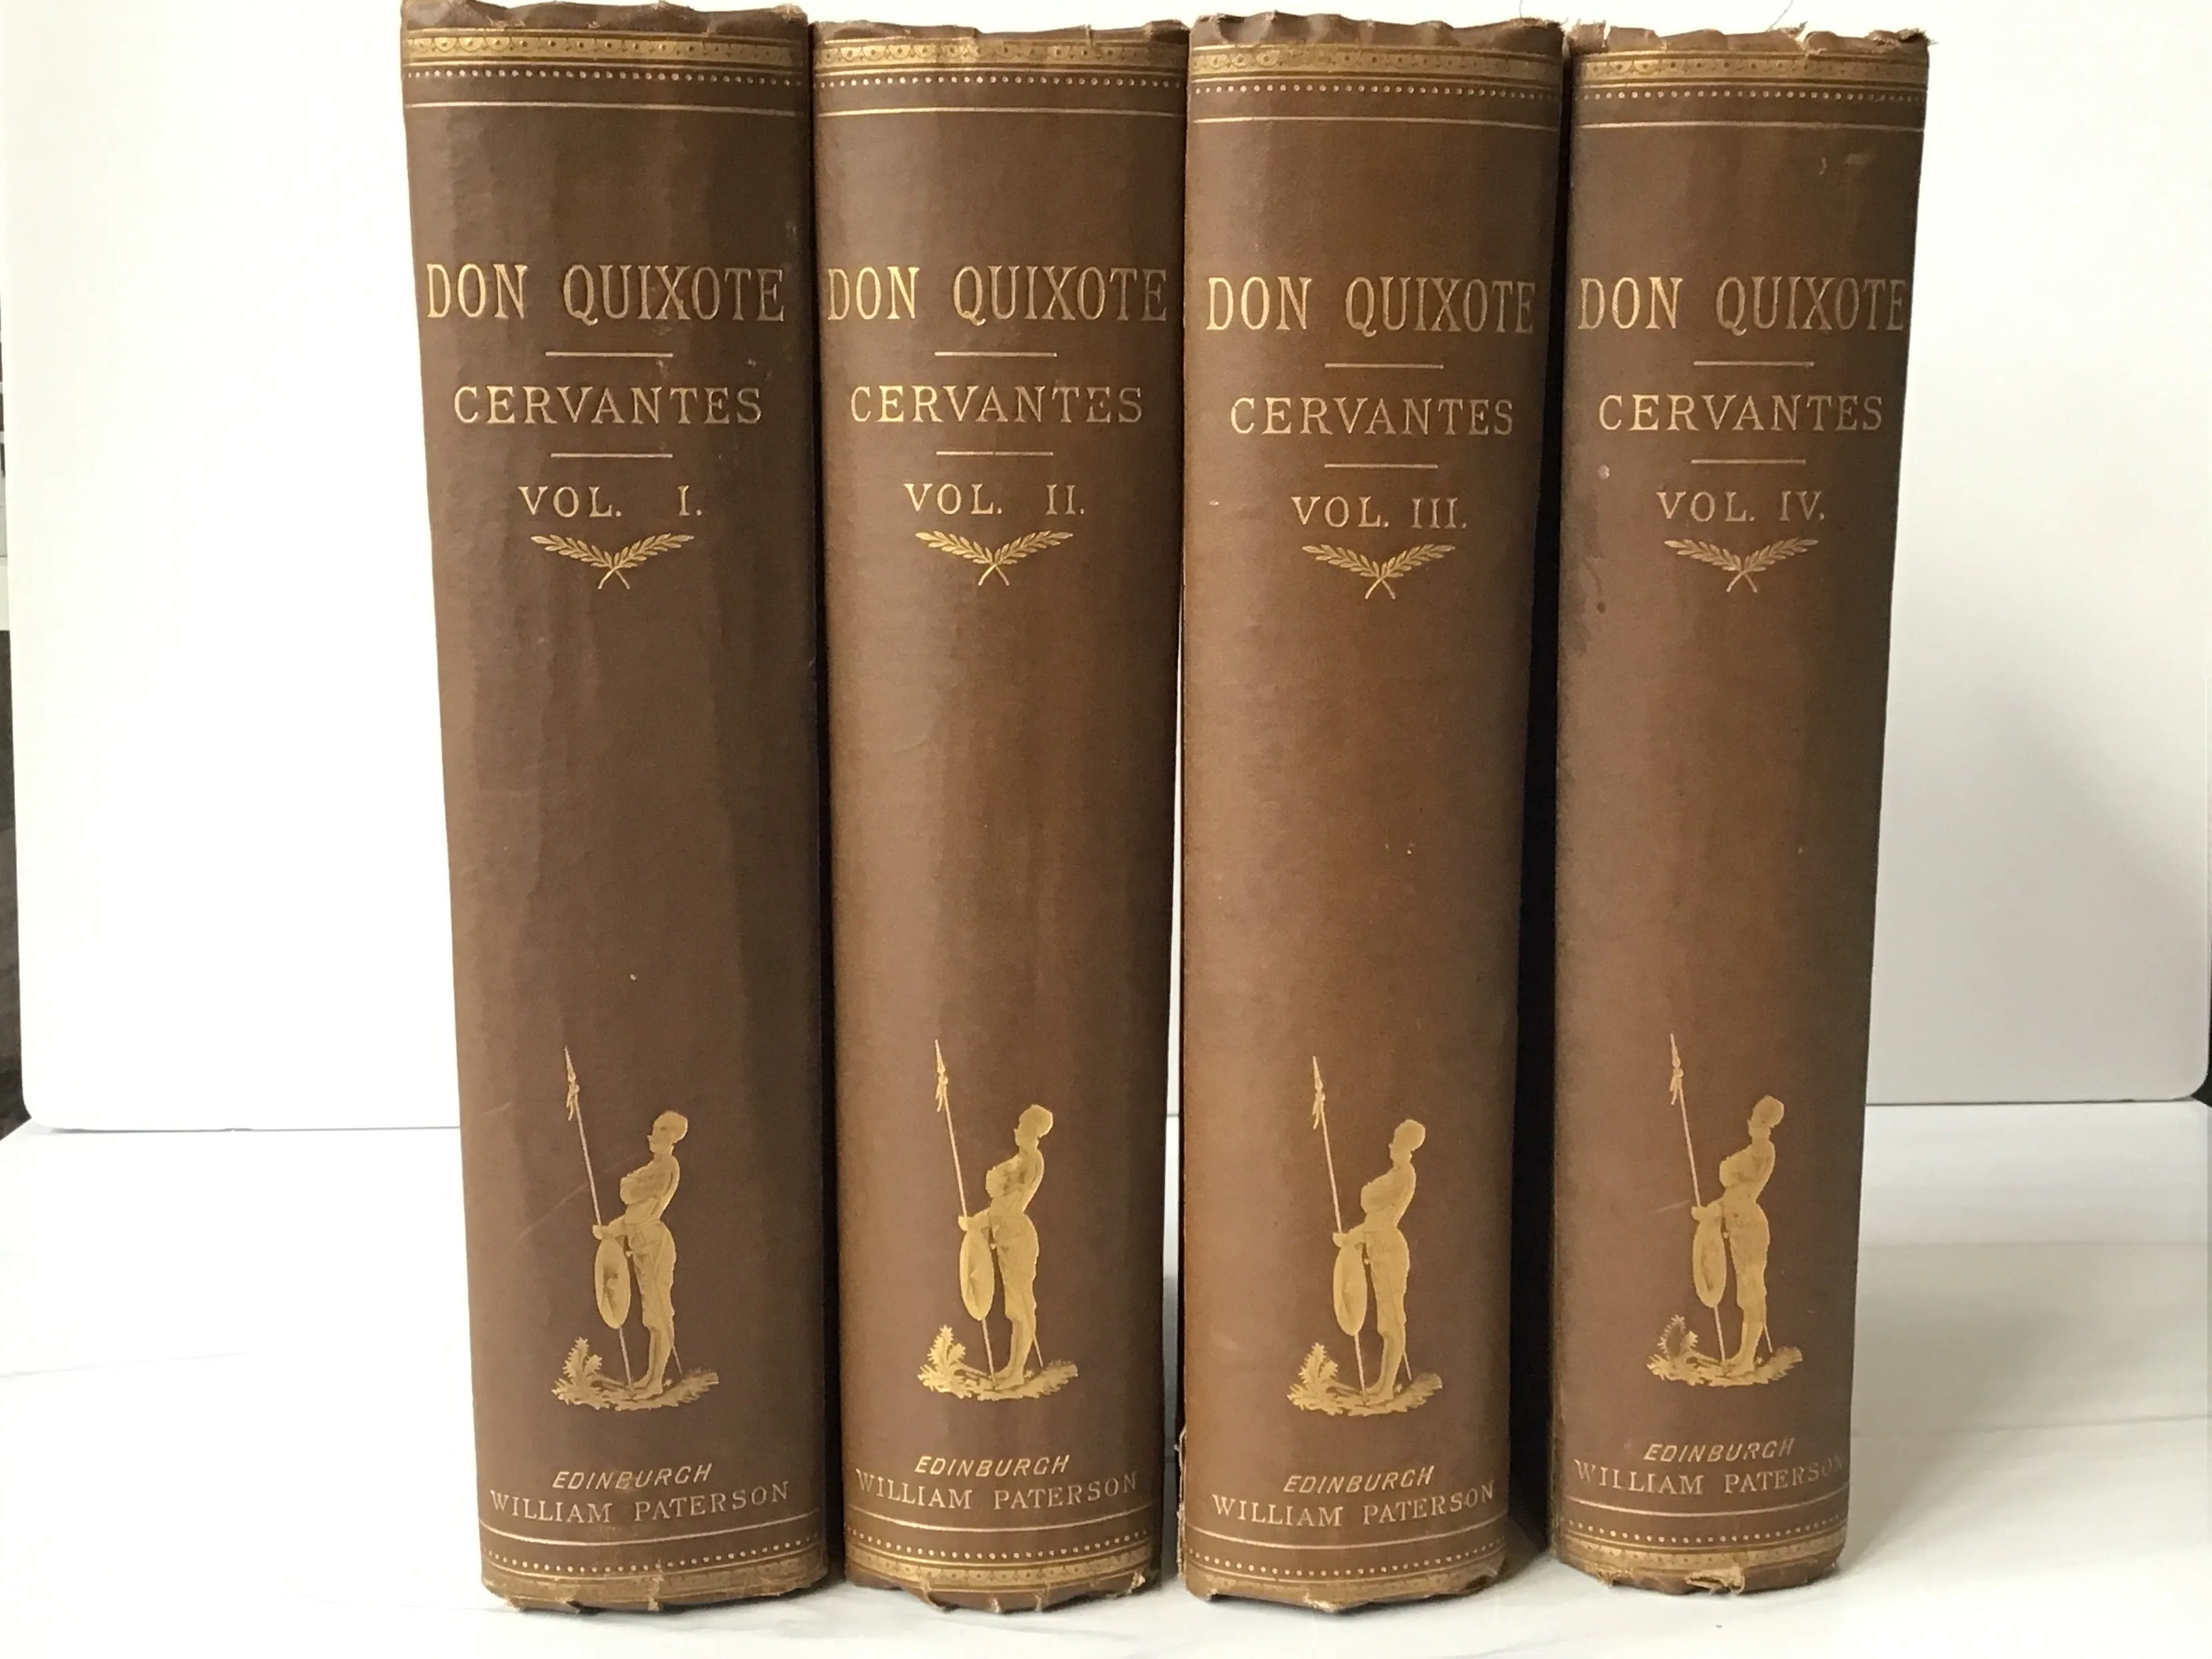 DON QUIXOTE
CERVANTES
VOL. I.
EDINBURGH
WILLIAM PATERSON
DON QUIXOTE
CERVANTES
VOL. II.
EDINBURGH
WILLIAM PATERSON
DON QUIXOTE
CERVANTES
VOL. III.
EDINBURGH
WILLIAM PATERSON
DON QUIXOTE
CERVANTES
VOL. IV.
EDINBURGH
WILLIAM PATERSON